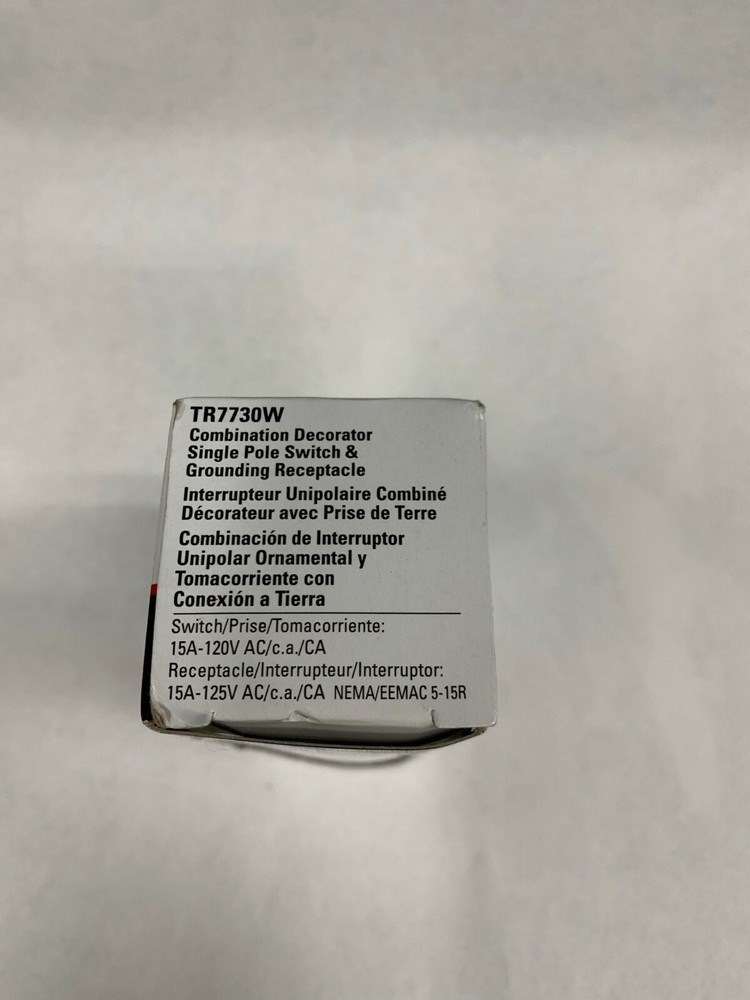 TR7730W
Combination Decorator
Single Pole Switch &
Grounding Receptacle
Interrupteur Unipolaire Combiné
Décorateur avec Prise de Terre
Combinación de Interruptor
Unipolar Ornamental y
Tomacorriente con
Conexión a Tierra
Switch/Prise/Tomacorriente:
15A-120V AC/c.a./CA
Receptacle/Interrupteur/Interruptor:
15A-125V AC/c.a./CA NEMA/EEMAC 5-15R